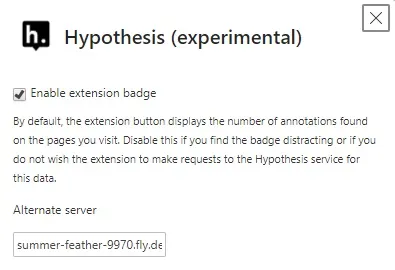 h.
Hypothesis (experimental)
Enable extension badge
By default, the extension button displays the number of annotations found
on the pages you visit. Disable this if you find the badge distracting or if you
do not wish the extension to make requests to the Hypothesis service for
this data.
Alternate server
summer-feather-9970.fly.de